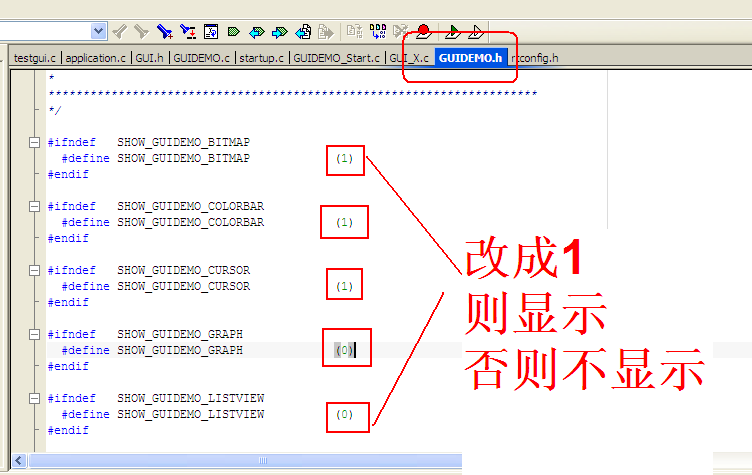 testgui.c | application.c | GUI.h | GUIDEMO.c | startup.c | GUIDEMO_Start.c | GUI_X.c GUIDEMO.h rtconfig.h
*
**********************************************************************
*/
#ifndef SHOW_GUIDEMO_BITMAP
#define SHOW_GUIDEMO_BITMAP (1)
#endif
#ifndef SHOW_GUIDEMO_COLORBAR
#define SHOW_GUIDEMO_COLORBAR (1)
#endif
#ifndef SHOW_GUIDEMO_CURSOR
#define SHOW_GUIDEMO_CURSOR (1)
#endif
#ifndef SHOW_GUIDEMO_GRAPH
#define SHOW_GUIDEMO_GRAPH (0)
#endif
#ifndef SHOW_GUIDEMO_LISTVIEW
#define SHOW_GUIDEMO_LISTVIEW (0)
#endif
改成1
则显示
否则不显示